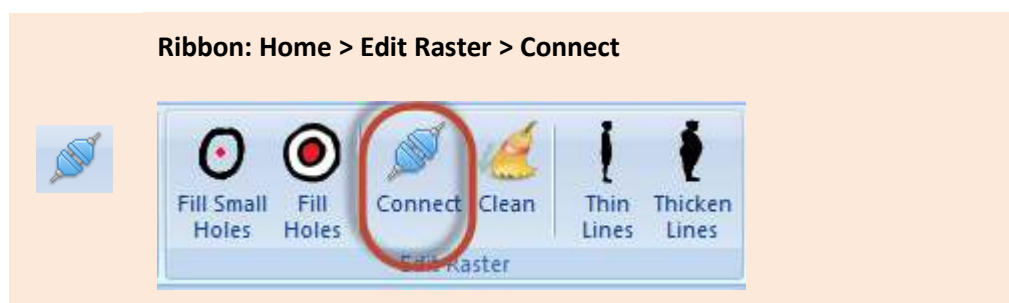 Ribbon: Home > Edit Raster > Connect
Fill Small Fill Connect Clean Thin Thicken
Holes Holes Lines Lines
Edit Raster